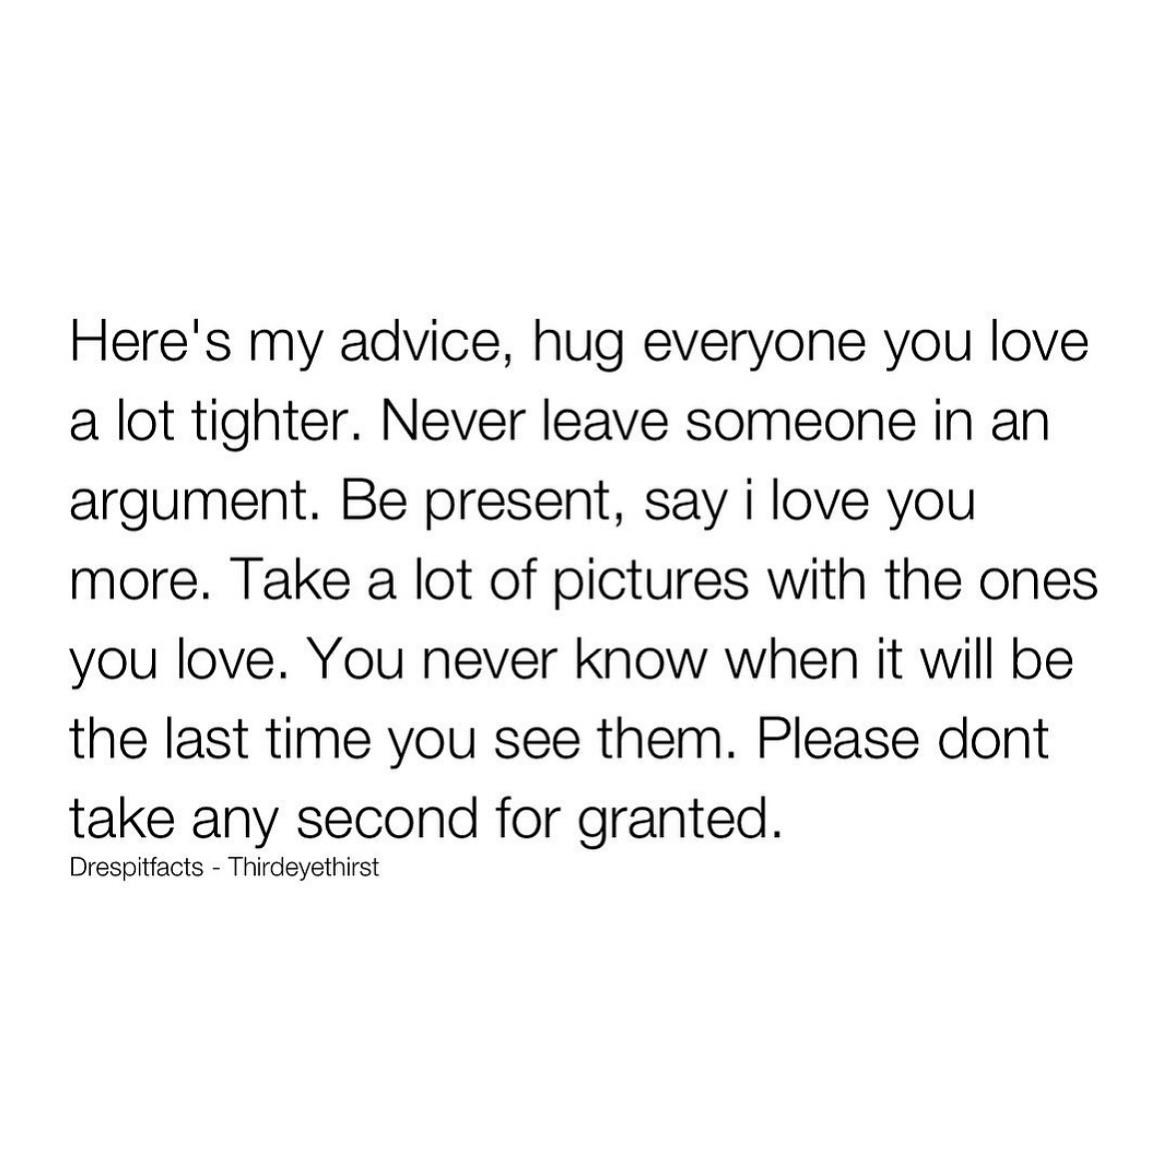 Here's my advice, hug everyone you love
a lot tighter. Never leave someone in an
argument. Be present, say i love you
more. Take a lot of pictures with the ones
you love. You never know when it will be
the last time you see them. Please dont
take any second for granted.
Drespitfacts - Thirdeyethirst